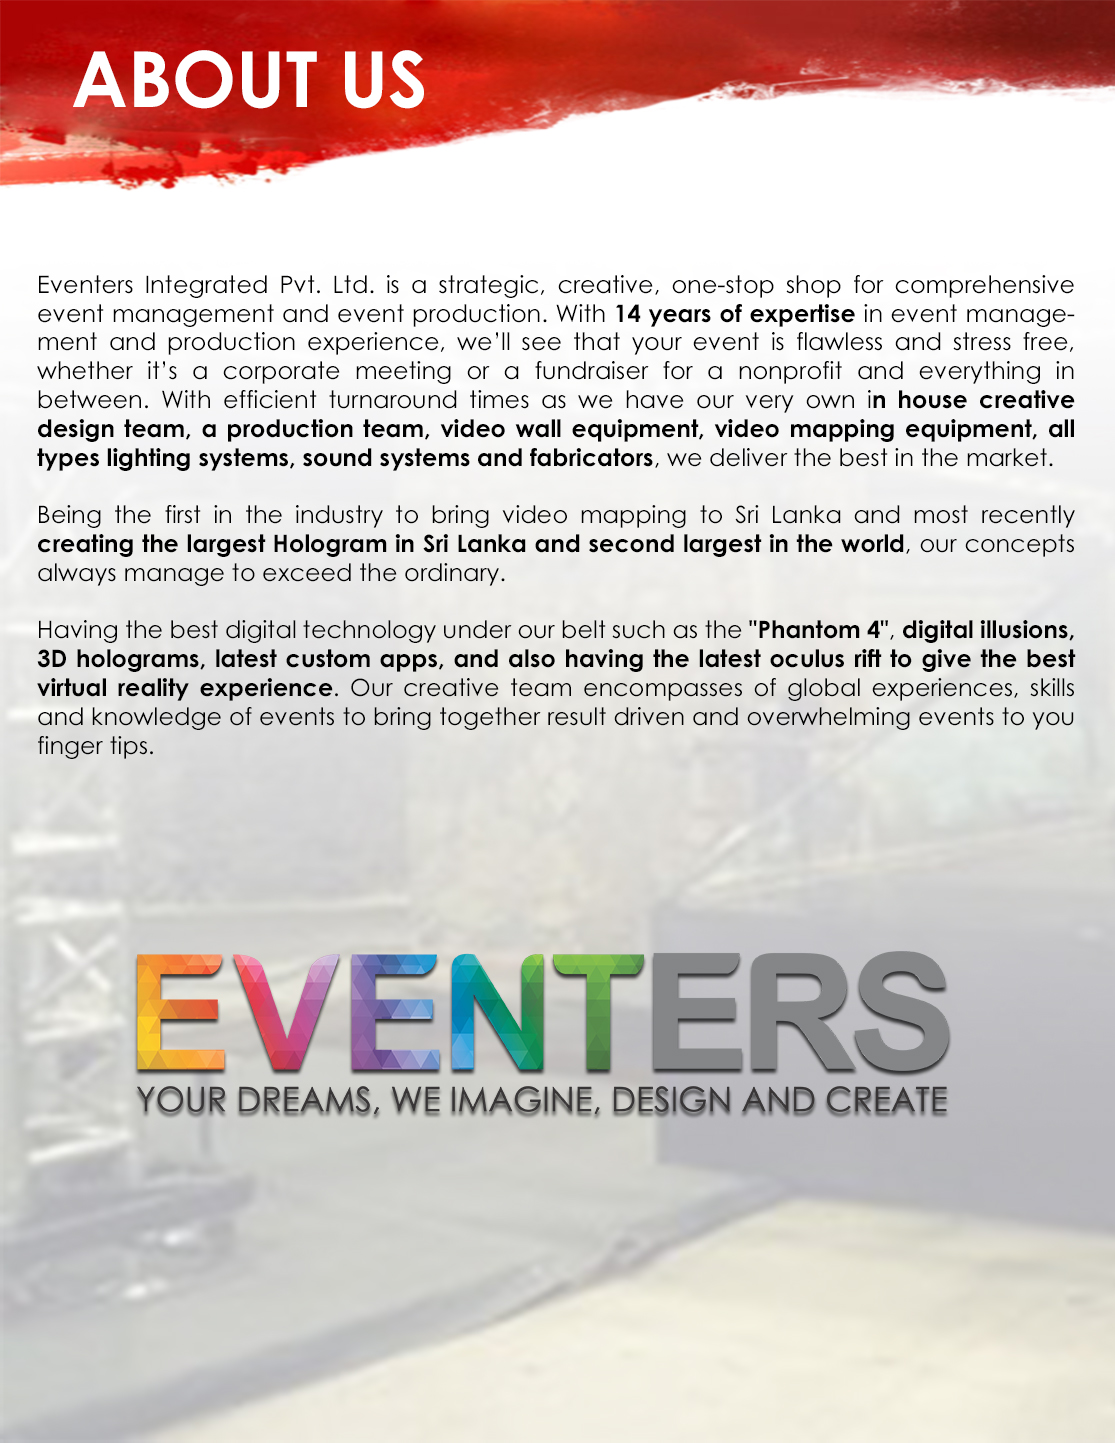 ABOUT US
Eventers Integrated Pvt. Ltd. is a strategic, creative, one-stop shop for comprehensive
event management and event production. With 14 years of expertise in event manage-
ment and production experience, we’ll see that your event is flawless and stress free,
whether it’s a corporate meeting or a fundraiser for a nonprofit and everything in
between. With efficient turnaround times as we have our very own in house creative
design team, a production team, video wall equipment, video mapping equipment, all
types lighting systems, sound systems and fabricators, we deliver the best in the market.
Being the first in the industry to bring video mapping to Sri Lanka and most recently
creating the largest Hologram in Sri Lanka and second largest in the world, our concepts
always manage to exceed the ordinary.
Having the best digital technology under our belt such as the "Phantom 4", digital illusions,
3D holograms, latest custom apps, and also having the latest oculus rift to give the best
virtual reality experience. Our creative team encompasses of global experiences, skills
and knowledge of events to bring together result driven and overwhelming events to you
finger tips.
EVENTERS
YOUR DREAMS, WE IMAGINE, DESIGN AND CREATE